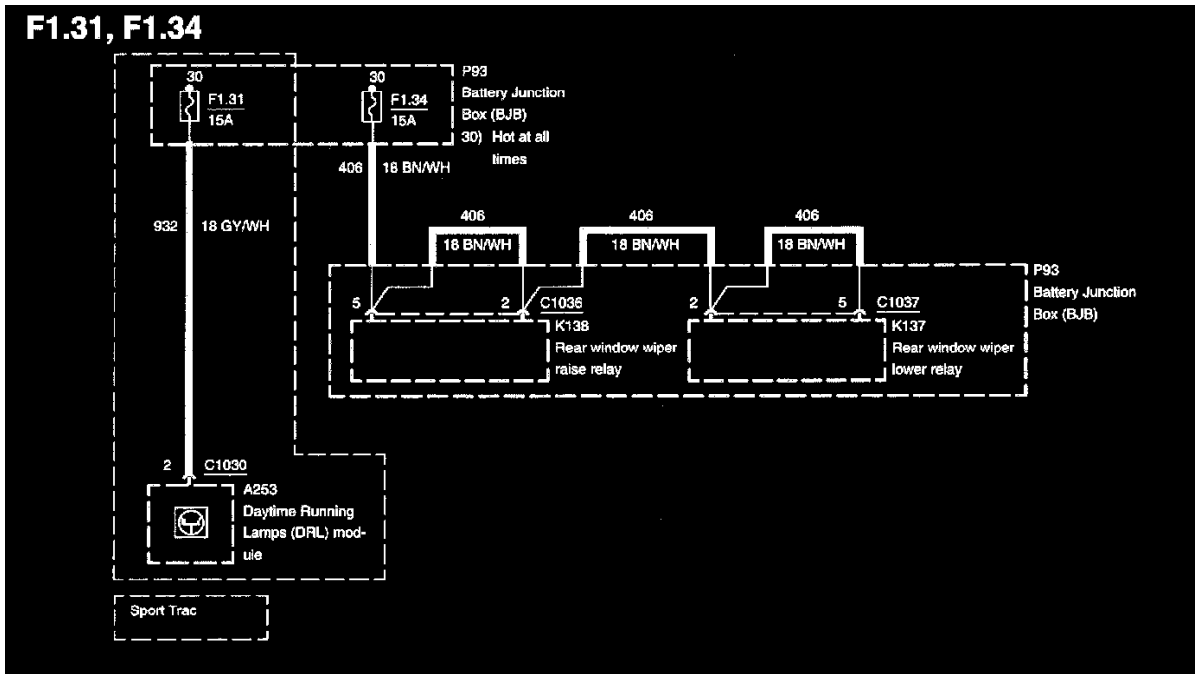 F1.31, F1.34
30
F1.31
15A
30
F1.34
15A
P93
Battery Junction
Box (BJB)
30) Hot at all
times
406 18 BN/WH
932 18 GY/WH
406
18 BN/WH
406
18 BN/WH
406
18 BN/WH
P93
Battery Junction
Box (BJB)
5
2
C1036
K138
Rear window wiper
raise relay
2
5
C1037
K137
Rear window wiper
lower relay
2
C1030
A253
Daytime Running
Lamps (DRL) mod-
ule
Sport Trac